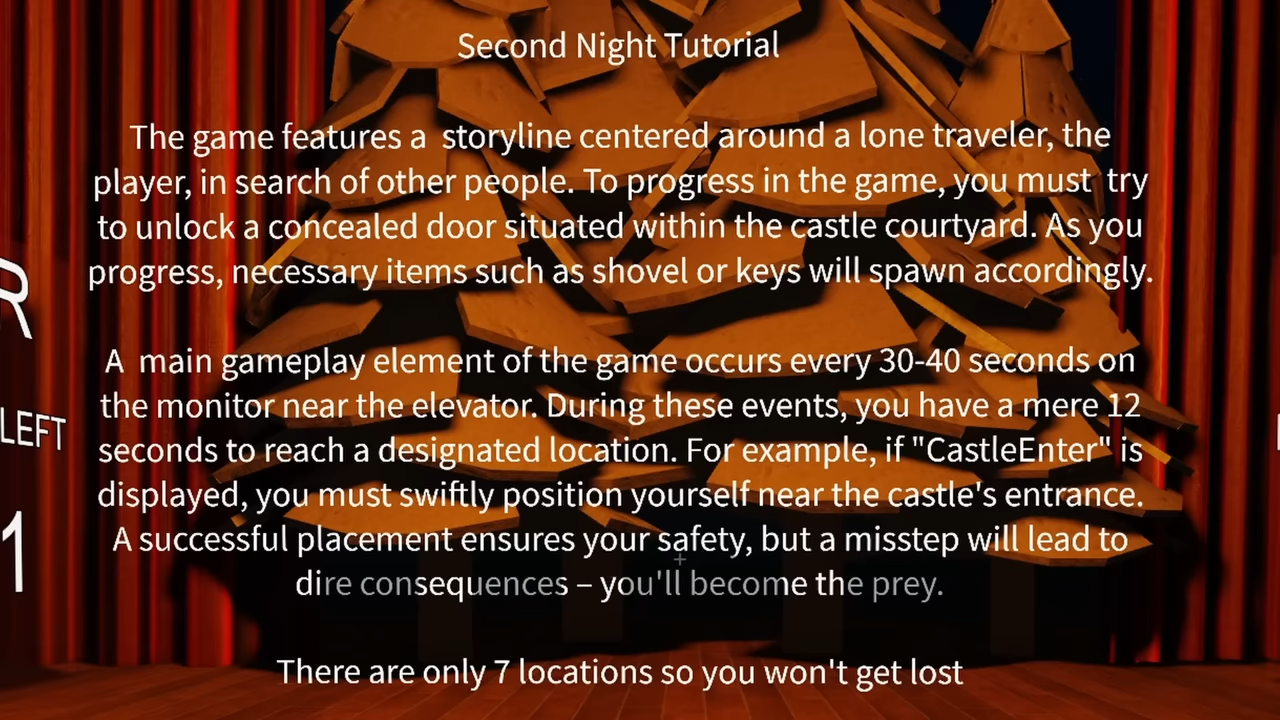 Second Night Tutorial
The game features a  storyline centered around a lone traveler, the
player, in search of other people. To progress in the game, you must  try
to unlock a concealed door situated within the castle courtyard. As you
progress, necessary items such as shovel or keys will spawn accordingly.
A  main gameplay element of the game occurs every 30-40 seconds on
the monitor near the elevator. During these events, you have a mere 12
seconds to reach a designated location. For example, if "CastleEnter" is
displayed, you must swiftly position yourself near the castle's entrance.
A successful placement ensures your safety, but a misstep will lead to
dire consequences – you'll become the prey.
There are only 7 locations so you won't get lost
R
LEFT
1